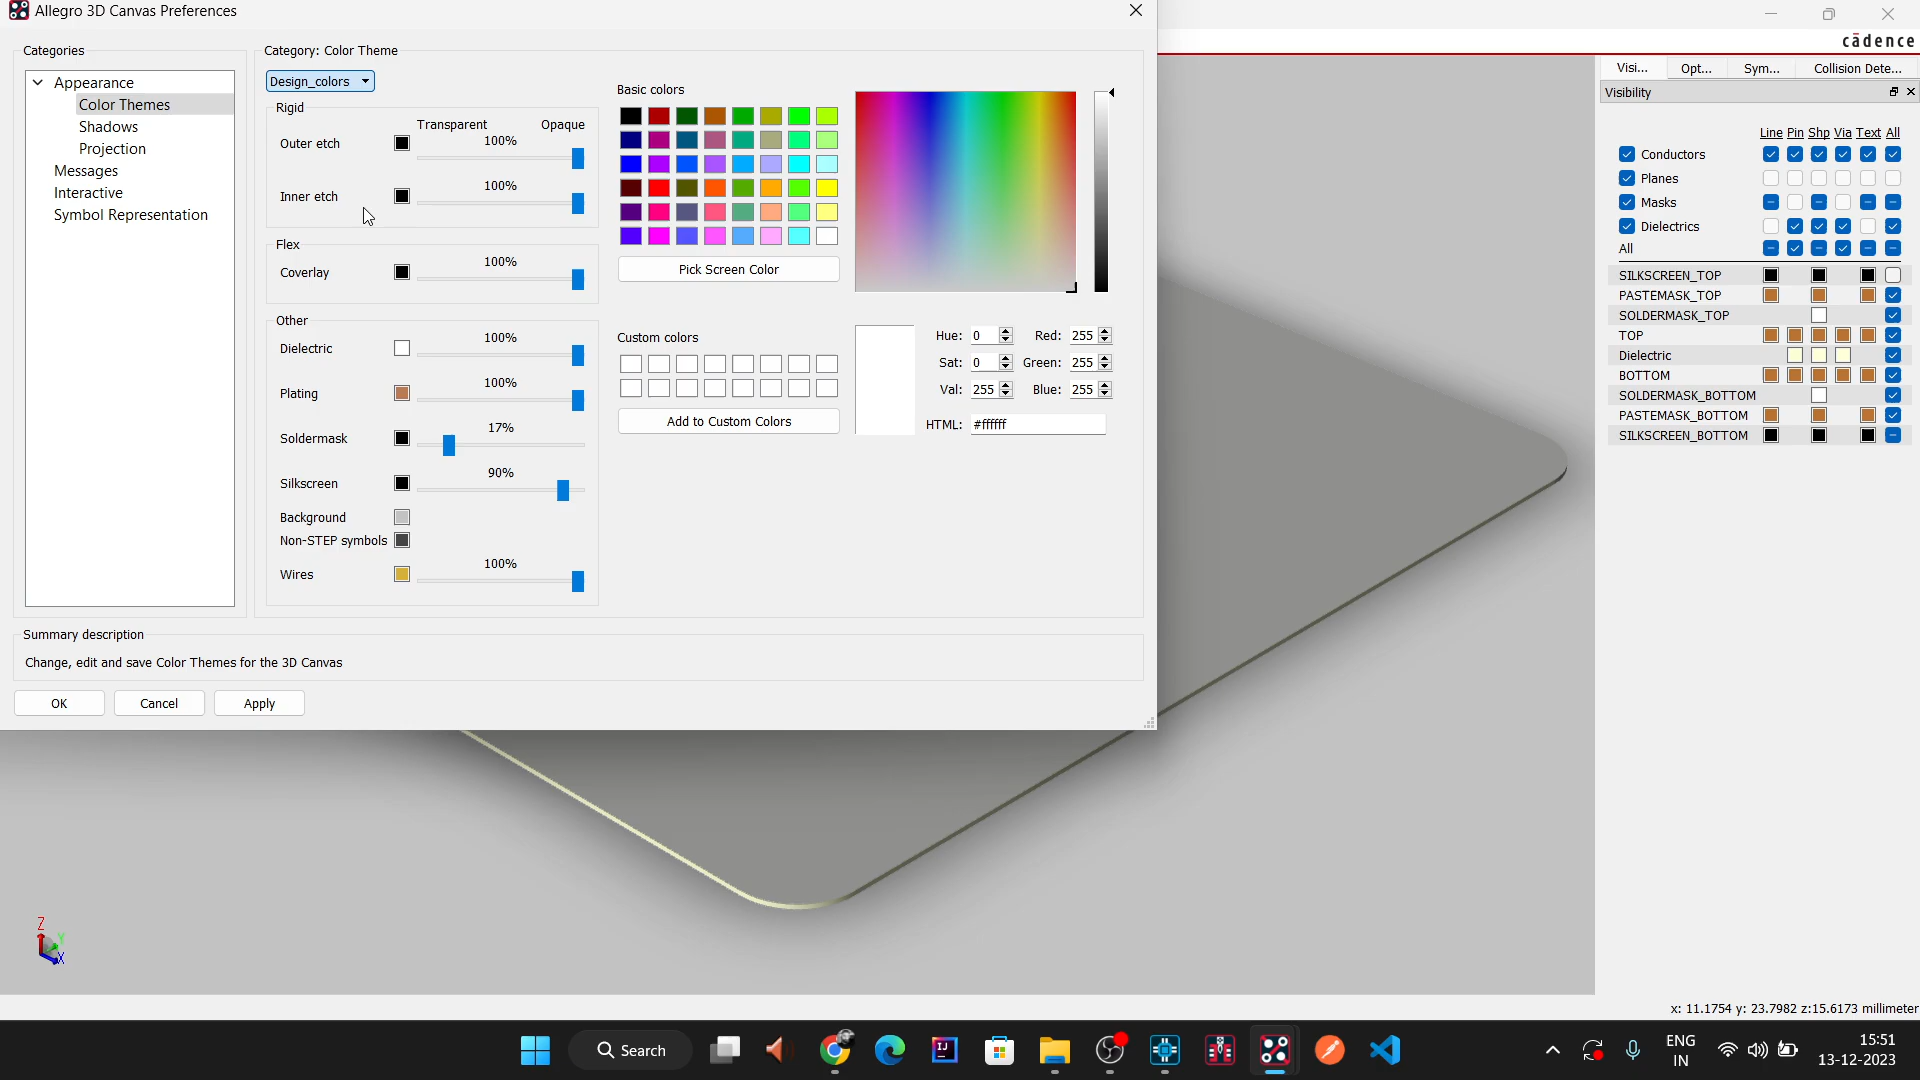 Allegro 3D Canvas Preferences
cādence
Categories
Appearance
Color Themes
Shadows
Projection
Messages
Interactive
Symbol Representation
Category: Color Theme
Design_colors
Rigid
Transparent Opaque
Outer etch 100%
Inner etch 100%
Flex
Coverlay 100%
Other
Dielectric 100%
Plating 100%
Soldermask 17%
Silkscreen 90%
Background
Non-STEP symbols
Wires 100%
Basic colors
Pick Screen Color
Custom colors
Add to Custom Colors
Hue: 0 Red: 255
Sat: 0 Green: 255
Val: 255 Blue: 255
HTML: #ffffff
Summary description
Change, edit and save Color Themes for the 3D Canvas
OK Cancel Apply
Visi... Opt... Sym... Collision Dete...
Visibility
Line Pin Shp Via Text All
Conductors
Planes
Masks
Dielectrics
All
SILKSCREEN_TOP
PASTEMASK_TOP
SOLDERMASK_TOP
TOP
Dielectric
BOTTOM
SOLDERMASK_BOTTOM
PASTEMASK_BOTTOM
SILKSCREEN_BOTTOM
Z
Y
X
x: 11.1754 y: 23.7982 z:15.6173 millimeter
Search
ENG
IN
15:51
13-12-2023